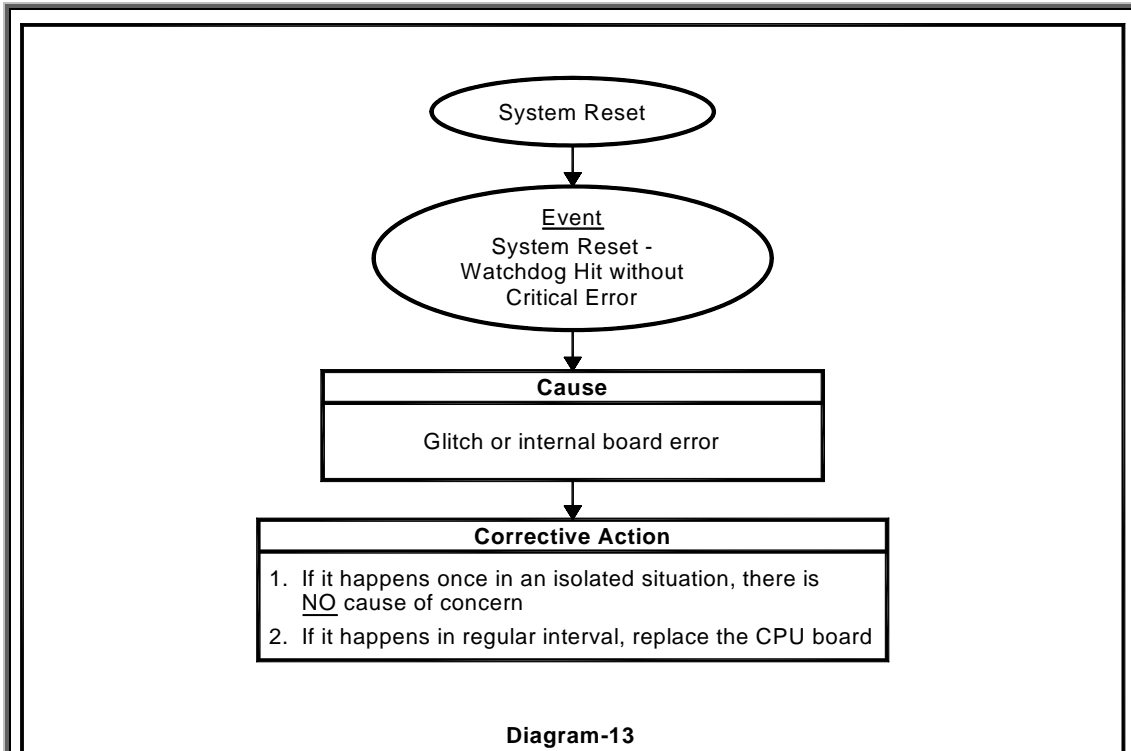 System Reset
Event
System Reset -
Watchdog Hit without
Critical Error
Cause
Glitch or internal board error
Corrective Action
1. If it happens once in an isolated situation, there is
NO cause of concern
2. If it happens in regular interval, replace the CPU board
Diagram-13